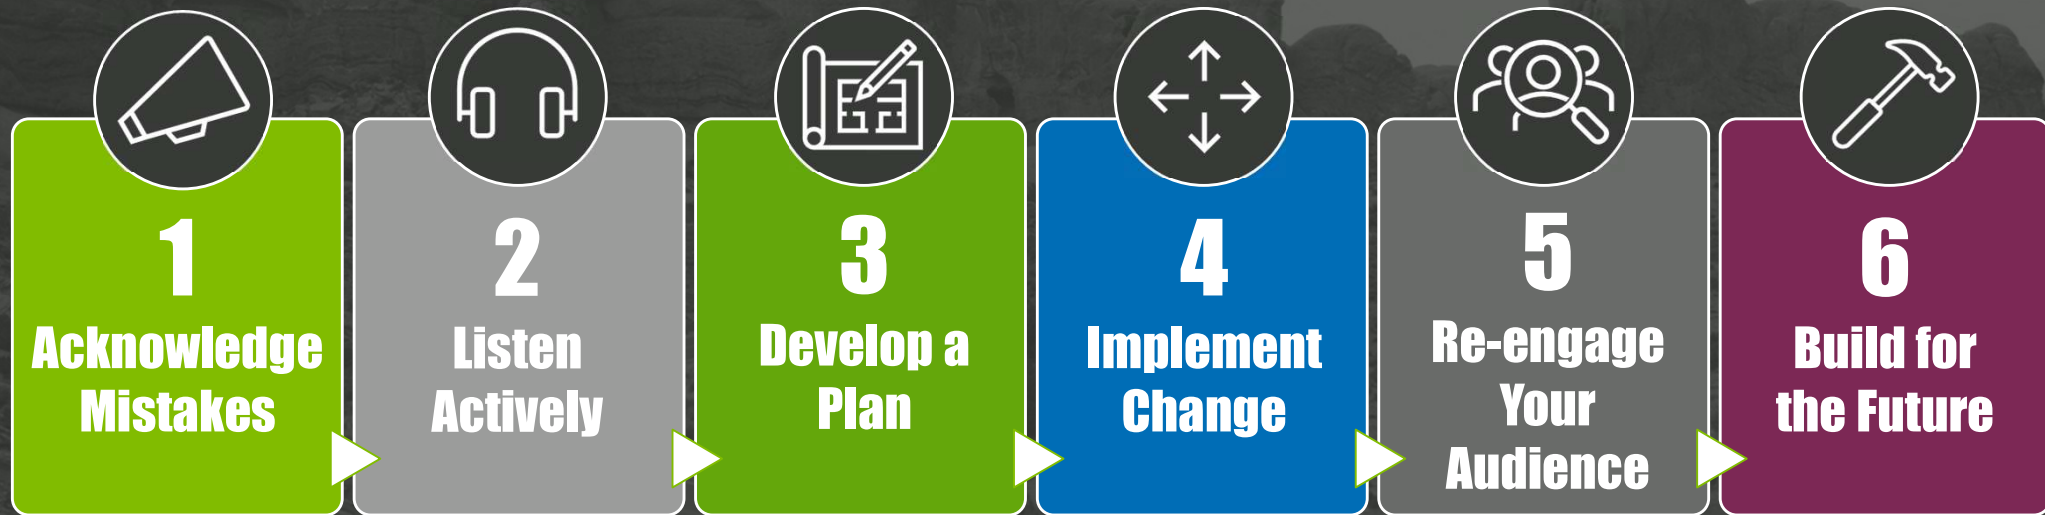 1
Acknowledge
Mistakes
2
Listen
Actively
3
Develop a
Plan
4
Implement
Change
5
Re-engage
Your
Audience
6
Build for
the Future